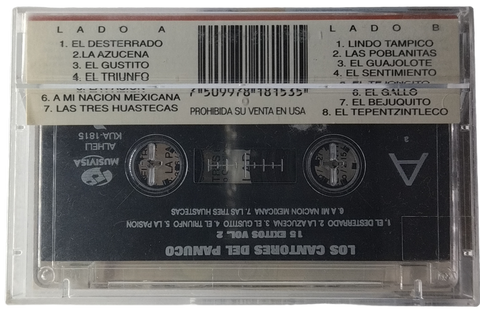 LADO A
1. EL DESTERRADO
2.LA AZUCENA
3. EL GUSTITO
4. EL TRIUNFO
6. A MI NACION MEXICANA
7. LAS TRES HUASTECAS
LADO B
1. LINDO TAMPICO
2. LAS POBLANITAS
3. EL GUAJOLOTE
4. EL SENTIMIENTO
6. EL GALLO
7. EL BEJUQUITO
8. EL TEPENTZINTLECO
7 509978 181535
PROHIBIDA SU VENTA EN USA
A
LOS CANTORES DEL PANUCO
15 EXITOS VOL. 2
1. EL DESTERRADO 2. LA AZUCENA 3. EL GUSTITO 4. EL TRIUNFO 5. LA PASION
6. A MI NACION MEXICANA 7. LAS TRES HUASTECAS
MUSIVISA
ALHELI